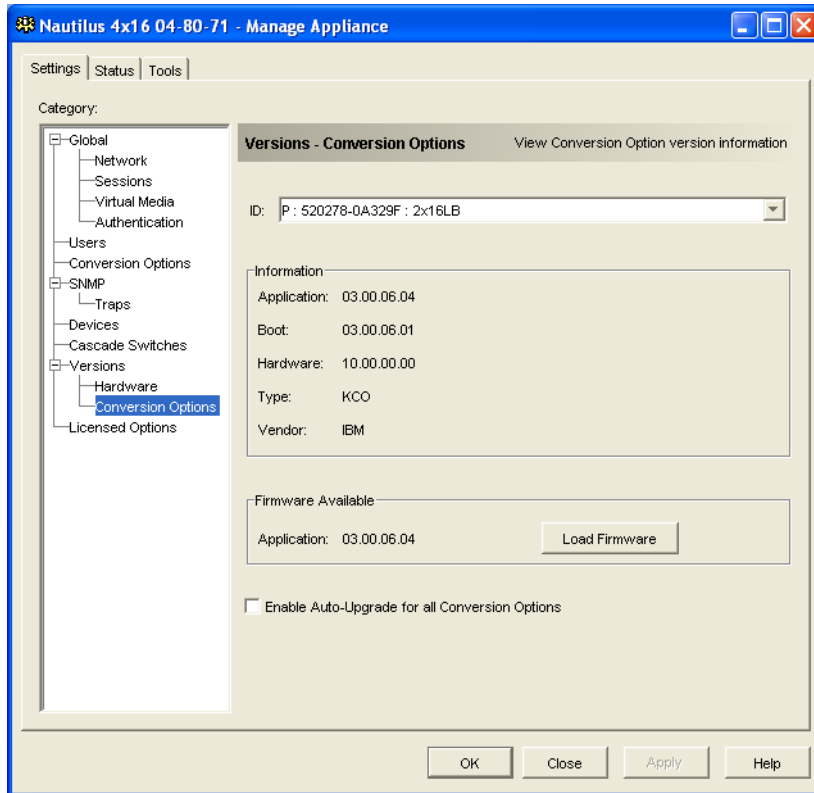 Nautilus 4x16 04-80-71 - Manage Appliance
Settings Status Tools
Category:
Global
Network
Sessions
Virtual Media
Authentication
Users
Conversion Options
SNMP
Traps
Devices
Cascade Switches
Versions
Hardware
Conversion Options
Licensed Options
Versions - Conversion Options View Conversion Option version information
ID: P : 520278-0A329F : 2x16LB
Information
Application: 03.00.06.04
Boot: 03.00.06.01
Hardware: 10.00.00.00
Type: KCO
Vendor: IBM
Firmware Available
Application: 03.00.06.04 Load Firmware
Enable Auto-Upgrade for all Conversion Options
OK Close Apply Help